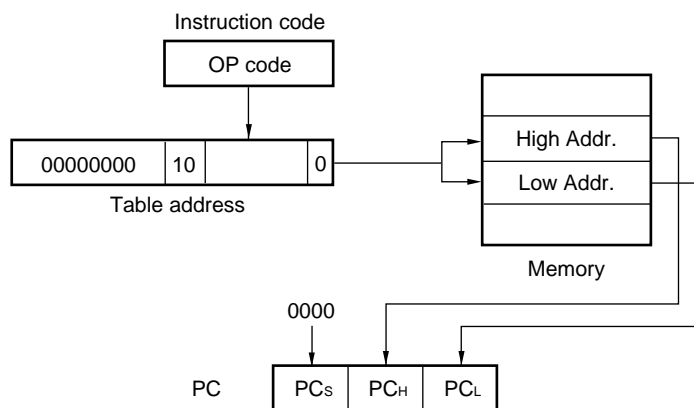 Instruction code
OP code
High Addr.
00000000 10 0
Low Addr.
Table address
Memory
0000
PC PCS PCH PCL